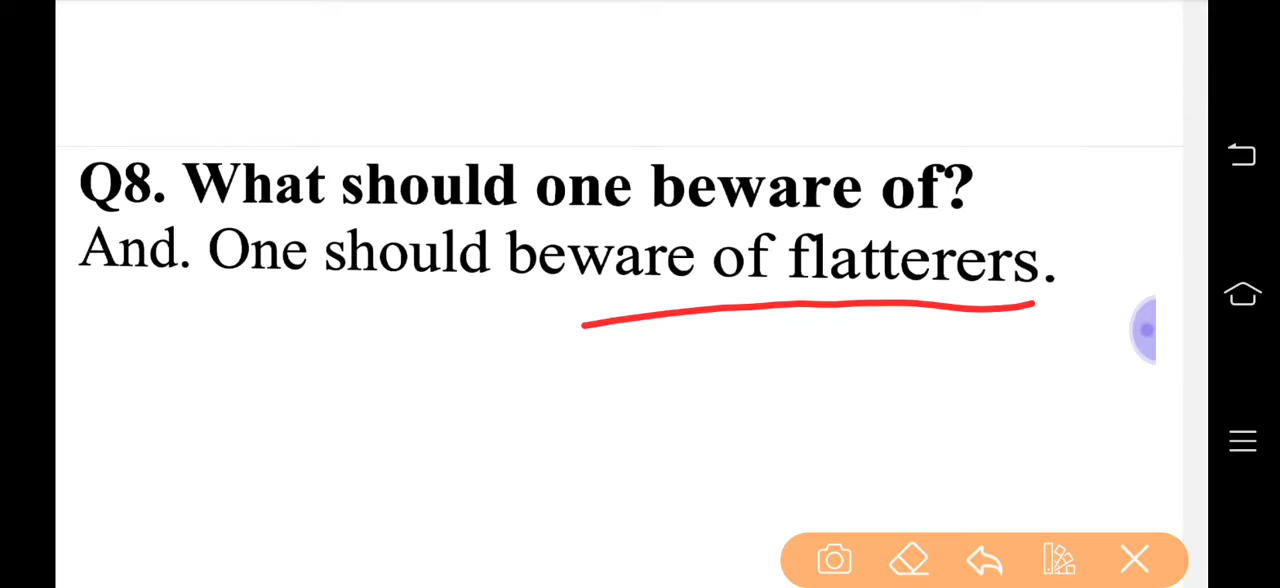 Q8. What should one beware of?
And. One should beware of flatterers.